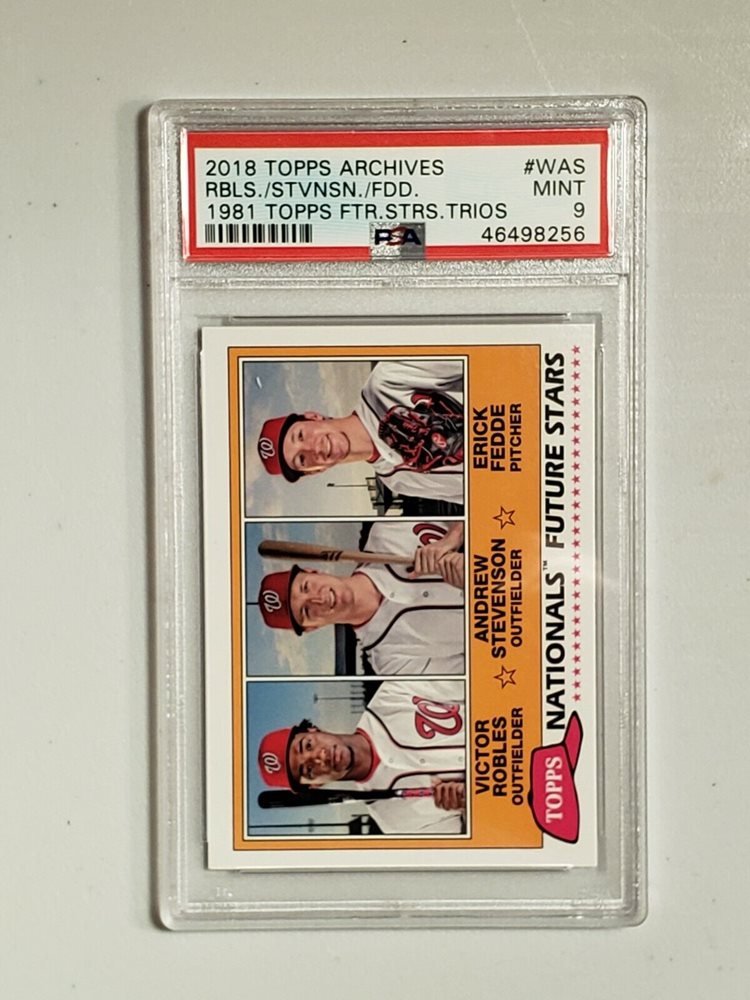 2018 TOPPS ARCHIVES #WAS
RBLS./STVNSN./FDD. MINT
1981 TOPPS FTR.STRS.TRIOS 9
PSA 46498256
VICTOR
ROBLES
OUTFIELDER
ANDREW
STEVENSON
OUTFIELDER
ERICK
FEDDE
PITCHER
TOPPS
NATIONALS™ FUTURE STARS
W
W
W